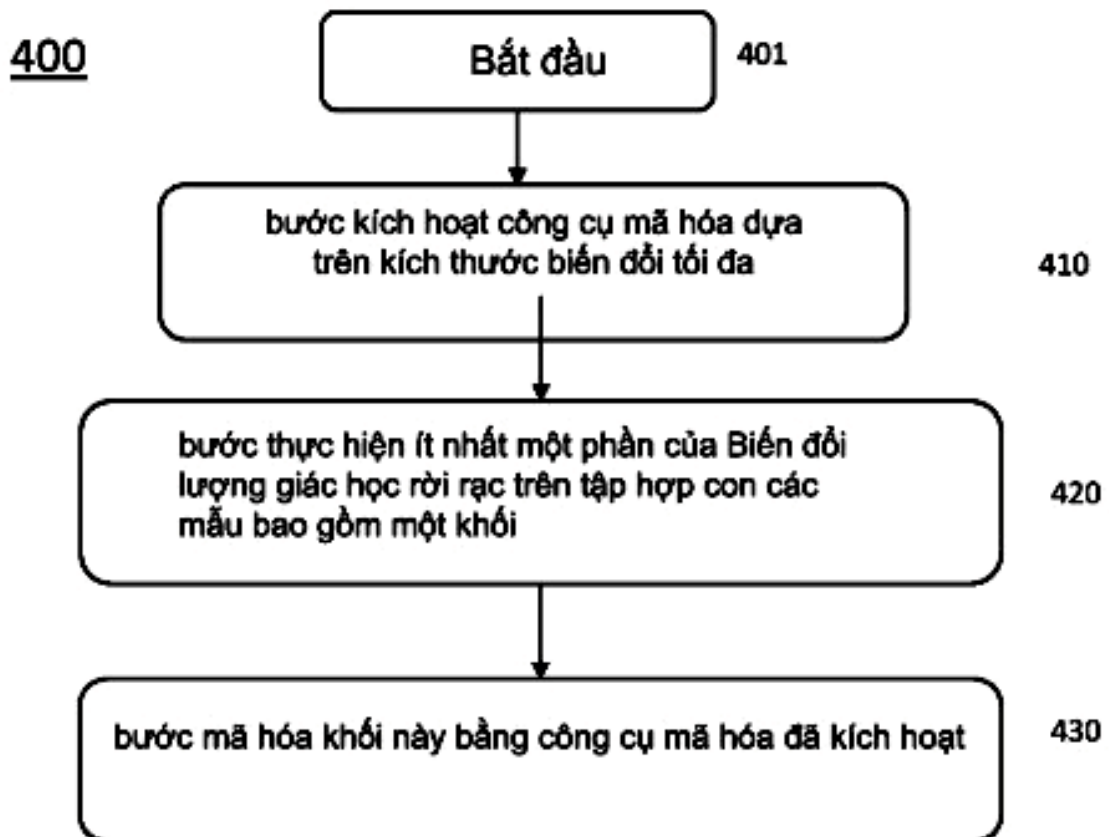 400
Bắt đầu
401
bước kích hoạt công cụ mã hóa dựa
trên kích thước biến đổi tối đa
410
bước thực hiện ít nhất một phần của Biến đổi
lượng giác học rời rạc trên tập hợp con các
mẫu bao gồm một khối
420
bước mã hóa khối này bằng công cụ mã hóa đã kích hoạt
430